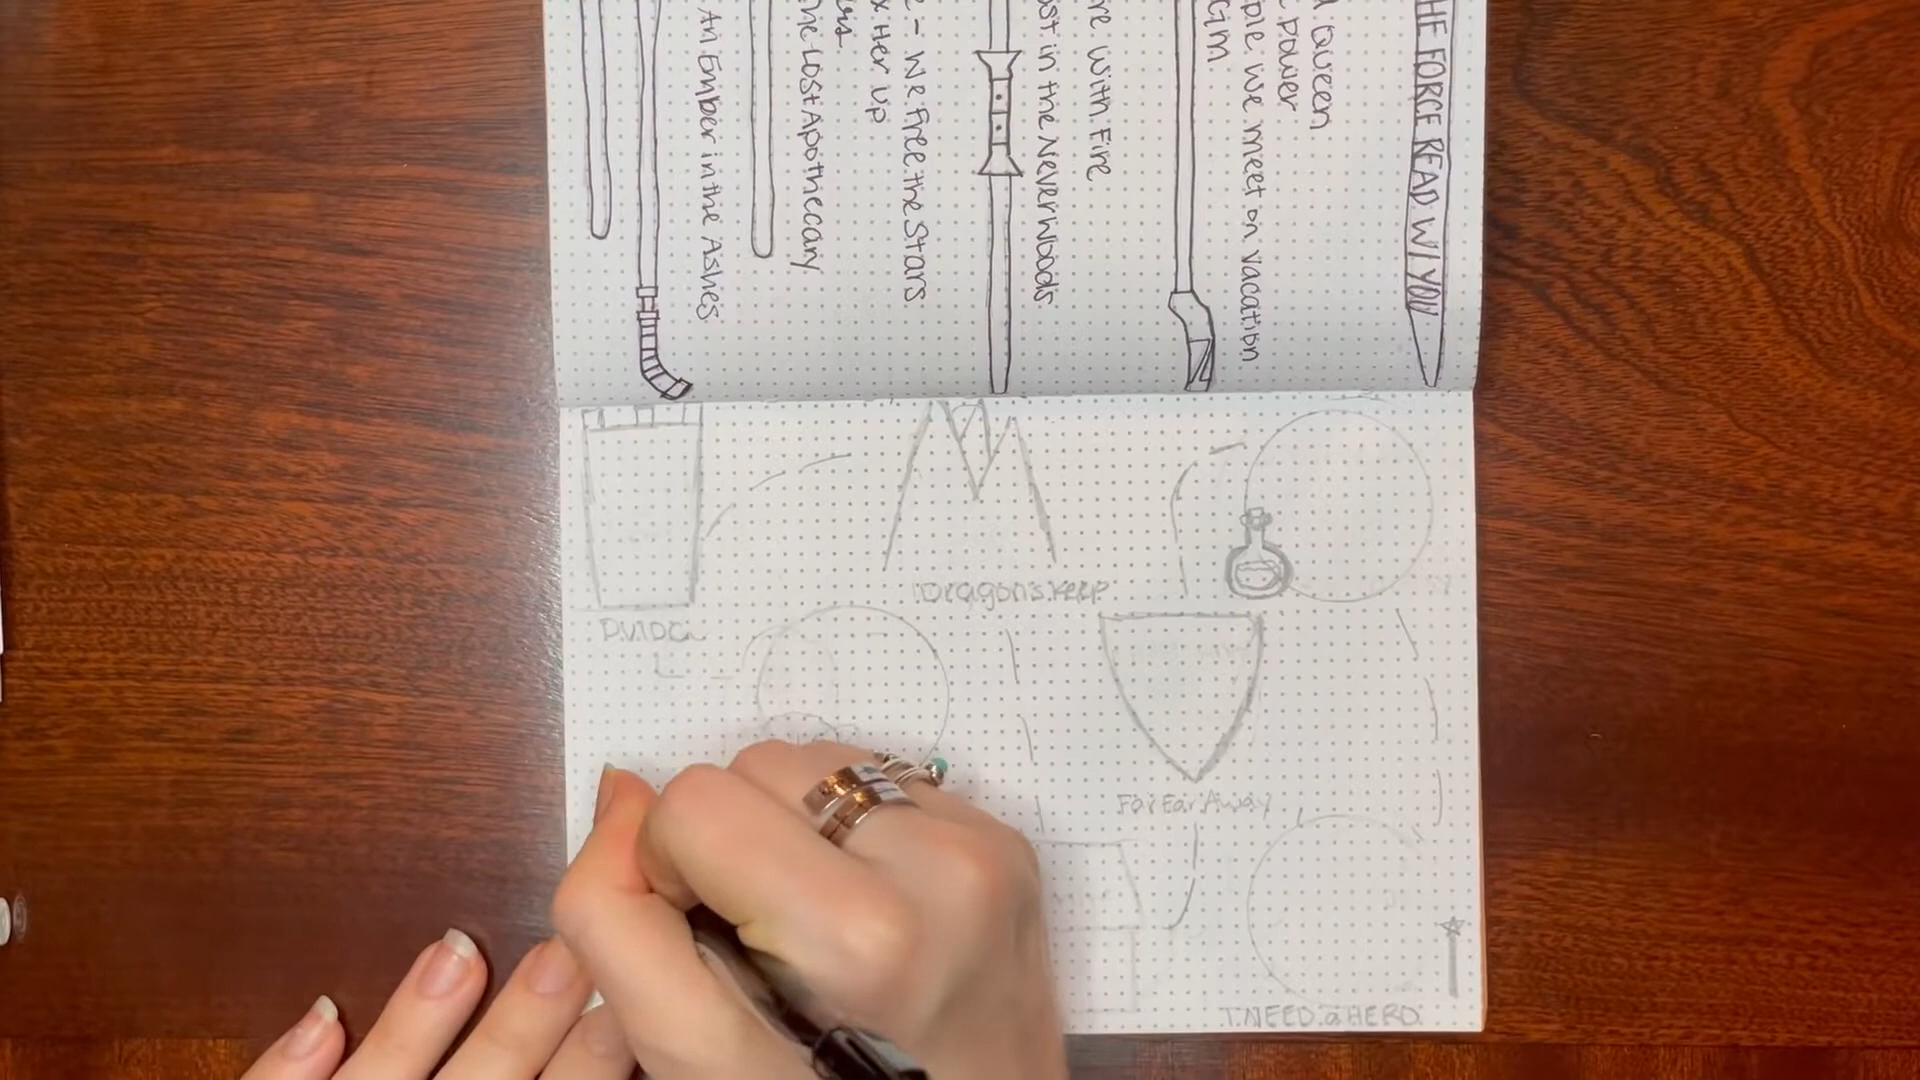 THE FORCE READ W/ YOU
Queen
Power
ple we meet on vacation
Gim
re with Fire
ost in the Neverwoods
- We Free the Stars
x Her Up
he Lost Apothecary
An Ember in the Ashes
Dragon's Keep
DULOC
Far Far Away
I NEED a HERO